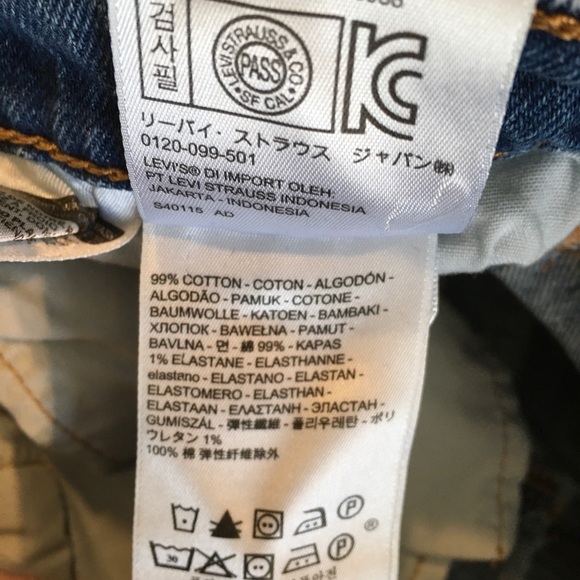 검
사
필
LEVI STRAUSS & CO
PASS
SF CAL
リーバイ・ストラウス ジャパン㈱
0120-099-501
LEVI'S® DI IMPORT OLEH:
PT LEVI STRAUSS INDONESIA
JAKARTA - INDONESIA
S40115 AD
99% COTTON - COTON - ALGODÓN -
ALGODÃO - PAMUK - COTONE -
BAUMWOLLE - KATOEN - BAMBAKI -
ХЛОПОК - BAWEŁNA - PAMUT -
BAVLNA - 면 - 綿 99% - KAPAS
1% ELASTANE - ELASTHANNE -
elastano - ELASTANO - ELASTAN -
ELASTOMERO - ELASTHAN -
ELASTAAN - ΕΛΑΣΤΑΝΗ - ЭЛАСТАН -
GUMISZÁL - 弾性繊維 - 폴리우레탄 - ポリ
ウレタン 1%
100% 棉 弹性纤维除外
P
®
30
P